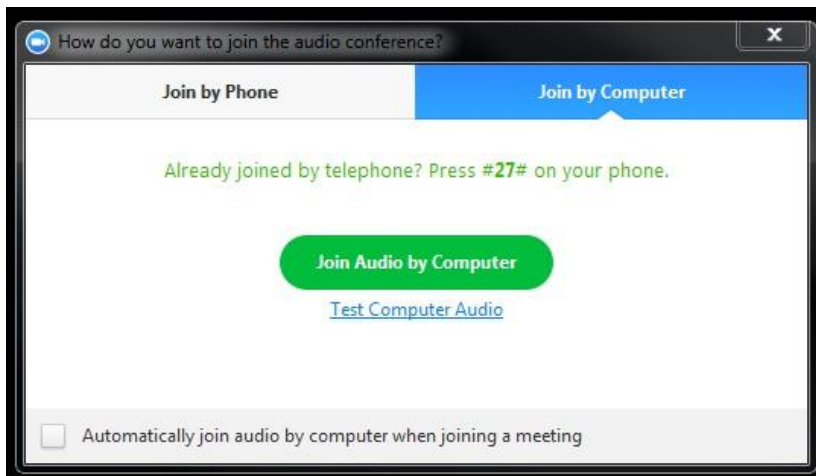 How do you want to join the audio conference?
Join by Phone
Join by Computer
Already joined by telephone? Press #27# on your phone.
Join Audio by Computer
Test Computer Audio
Automatically join audio by computer when joining a meeting